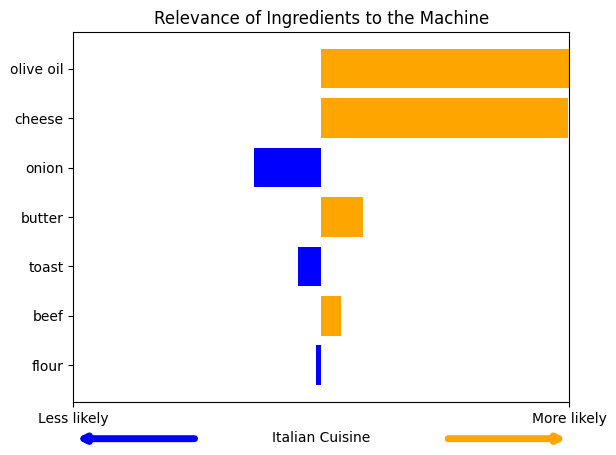 Relevance of Ingredients to the Machine
olive oil
cheese
onion
butter
toast
beef
flour
Less likely
More likely
Italian Cuisine